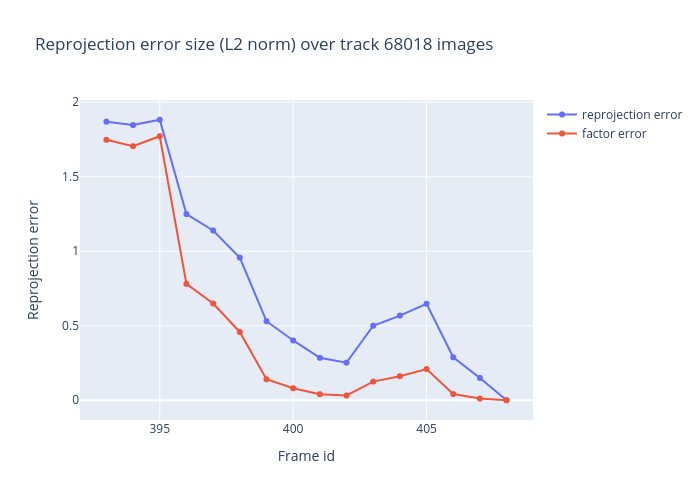 Reprojection error size (L2 norm) over track 68018 images
reprojection error
factor error
2
1.5
1
0.5
0
Reprojection error
395
400
405
Frame id